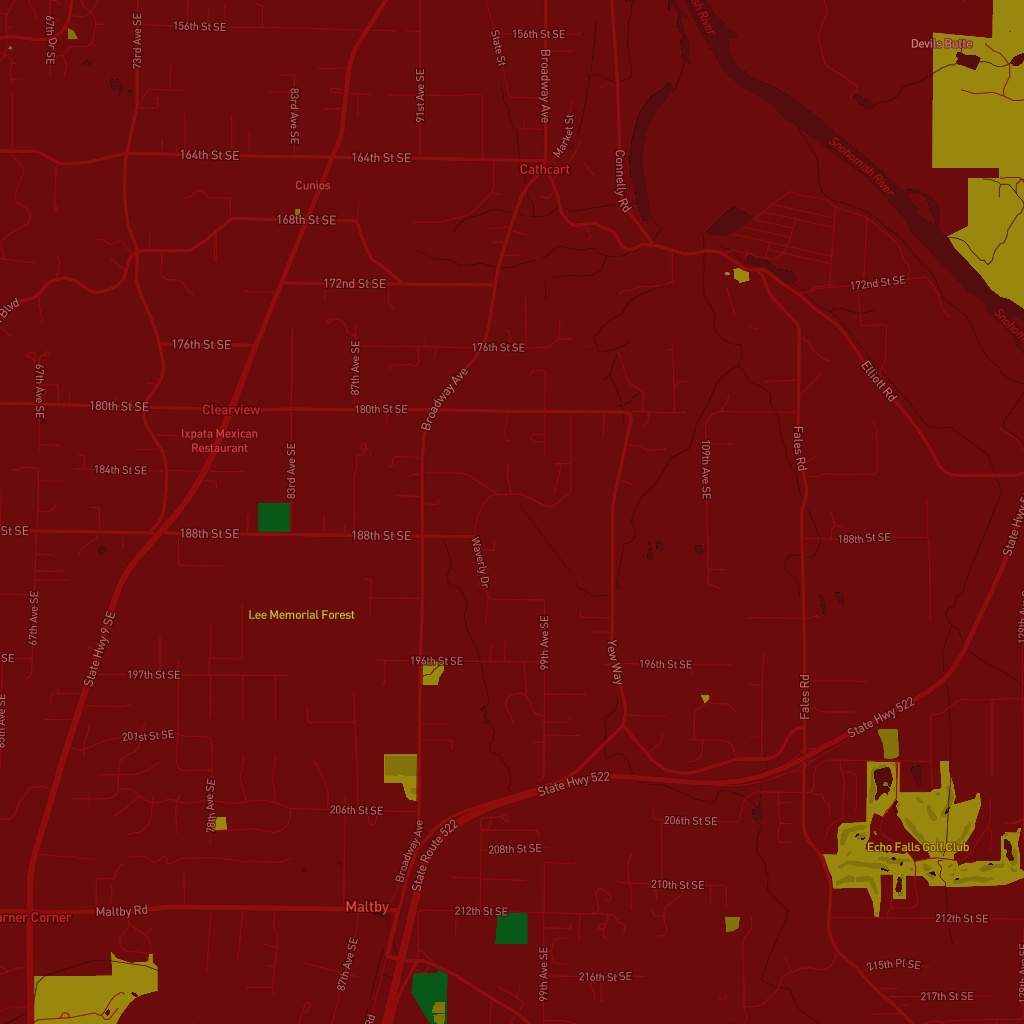 67th Dr SE
73rd Ave SE
156th St SE
State St
156th St SE
Broadway Ave
Devils Butte
83rd Ave SE
91st Ave SE
Market St
164th St SE
164th St SE
Cathcart
Connelly Rd
Snohomish River
Cunios
168th St SE
172nd St SE
172nd St SE
176th St SE
87th Ave SE
176th St SE
67th Ave SE
Broadway Ave
Elliott Rd
180th St SE
Clearview
180th St SE
Ixpata Mexican
Restaurant
184th St SE
83rd Ave SE
109th Ave SE
Fales Rd
St SE
188th St SE
188th St SE
188th St SE
Waverly Dr
67th Ave SE
State Hwy 9 SE
Lee Memorial Forest
99th Ave SE
Yew Way
SE
197th St SE
196th St SE
196th St SE
Fales Rd
201st St SE
State Hwy 522
State Hwy 522
78th Ave SE
206th St SE
206th St SE
Broadway Ave
State Route 522
208th St SE
Echo Falls Golf Club
210th St SE
Maltby Rd
Maltby
212th St SE
212th St SE
87th Ave SE
99th Ave SE
216th St SE
215th Pl SE
217th St SE
Rd